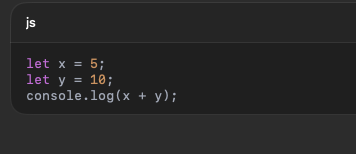 js
let x = 5;
let y = 10;
console.log(x + y);